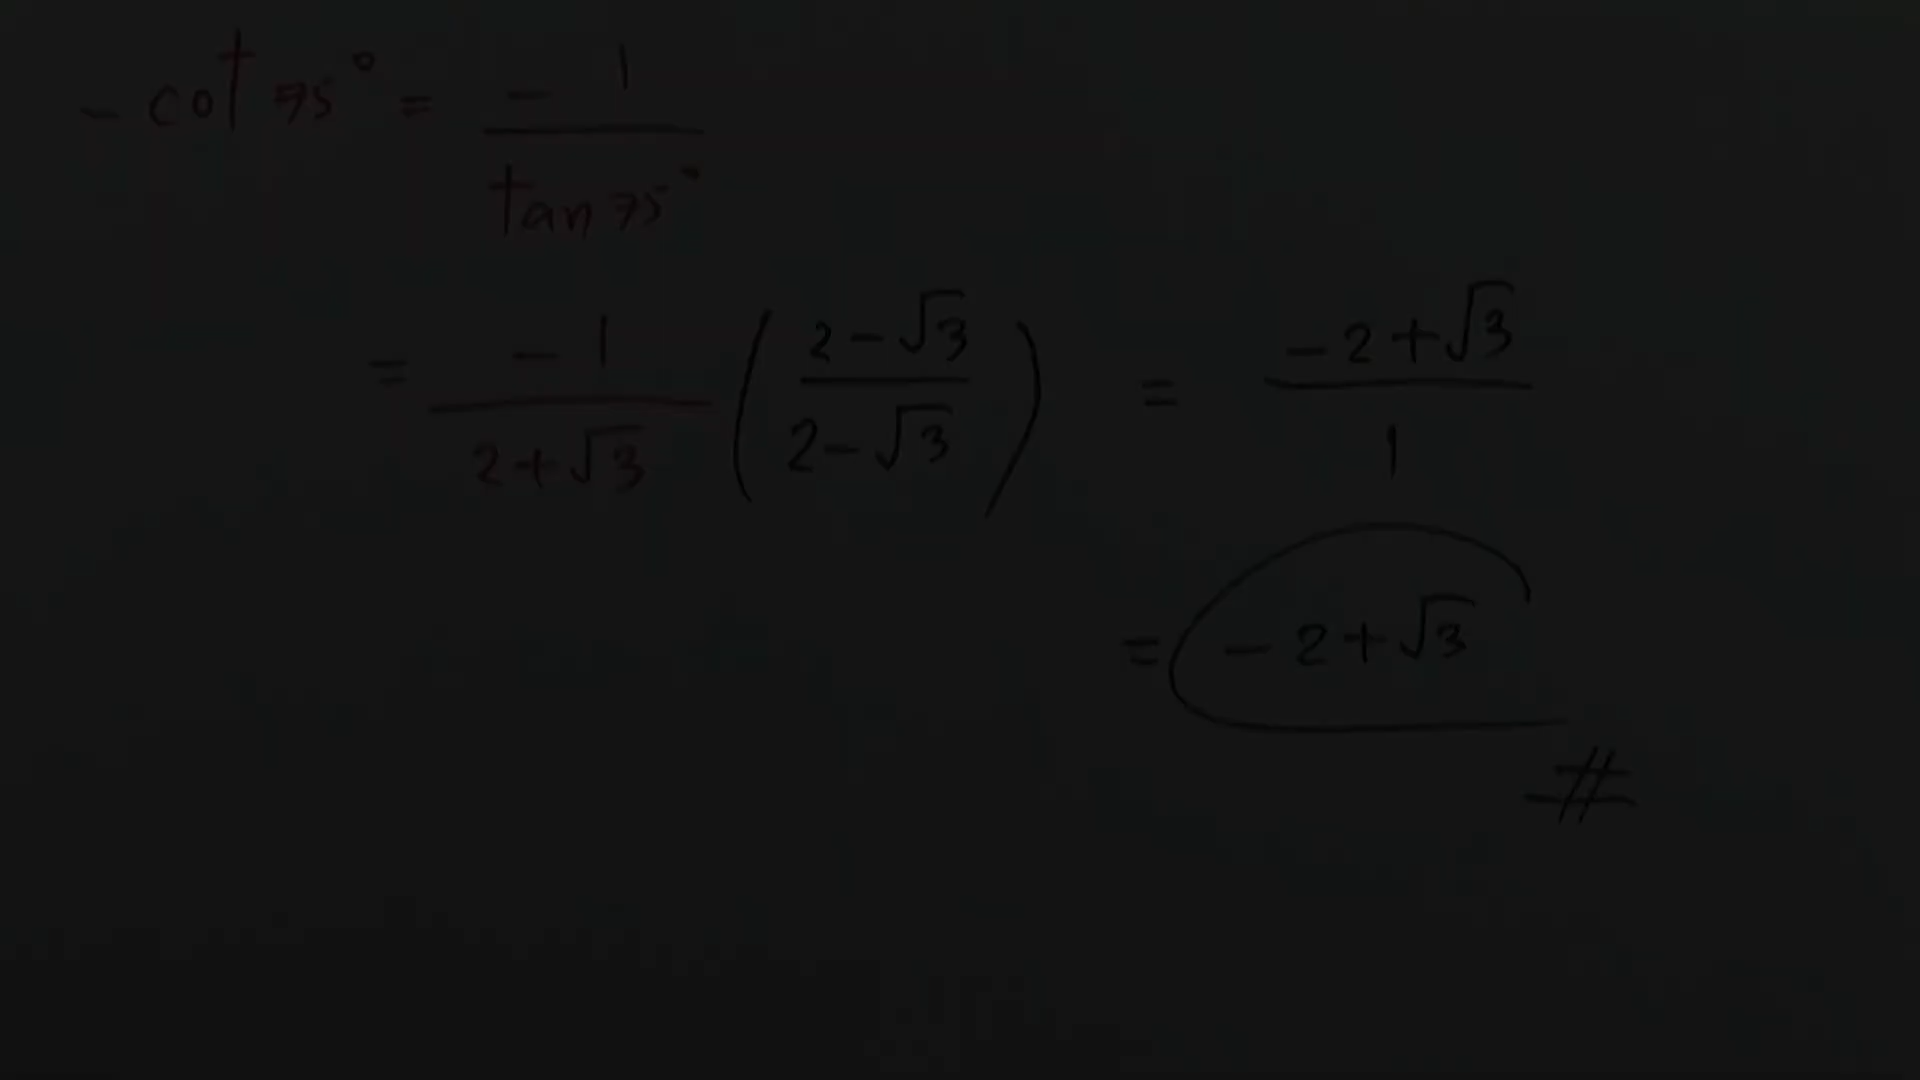 - cot 75° = - 1 / tan 75°
= - 1 / 2+√3 ( 2-√3 / 2-√3 ) = -2+√3 / 1
= -2+√3
#